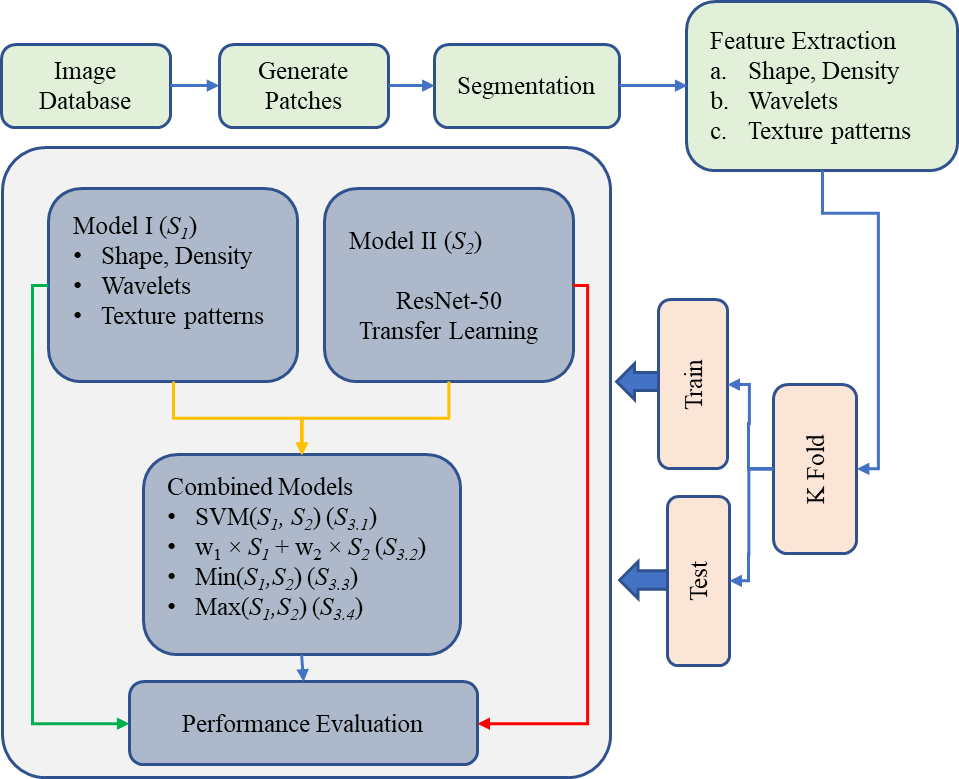 Image
Database
Generate
Patches
Segmentation
Feature Extraction
a. Shape, Density
b. Wavelets
c. Texture patterns
Model I (S1)
• Shape, Density
• Wavelets
• Texture patterns
Model II (S2)
ResNet-50
Transfer Learning
Train
K Fold
Test
Combined Models
• SVM(S1, S2) (S3.1)
• w1 × S1 + w2 × S2 (S3.2)
• Min(S1,S2) (S3.3)
• Max(S1,S2) (S3.4)
Performance Evaluation